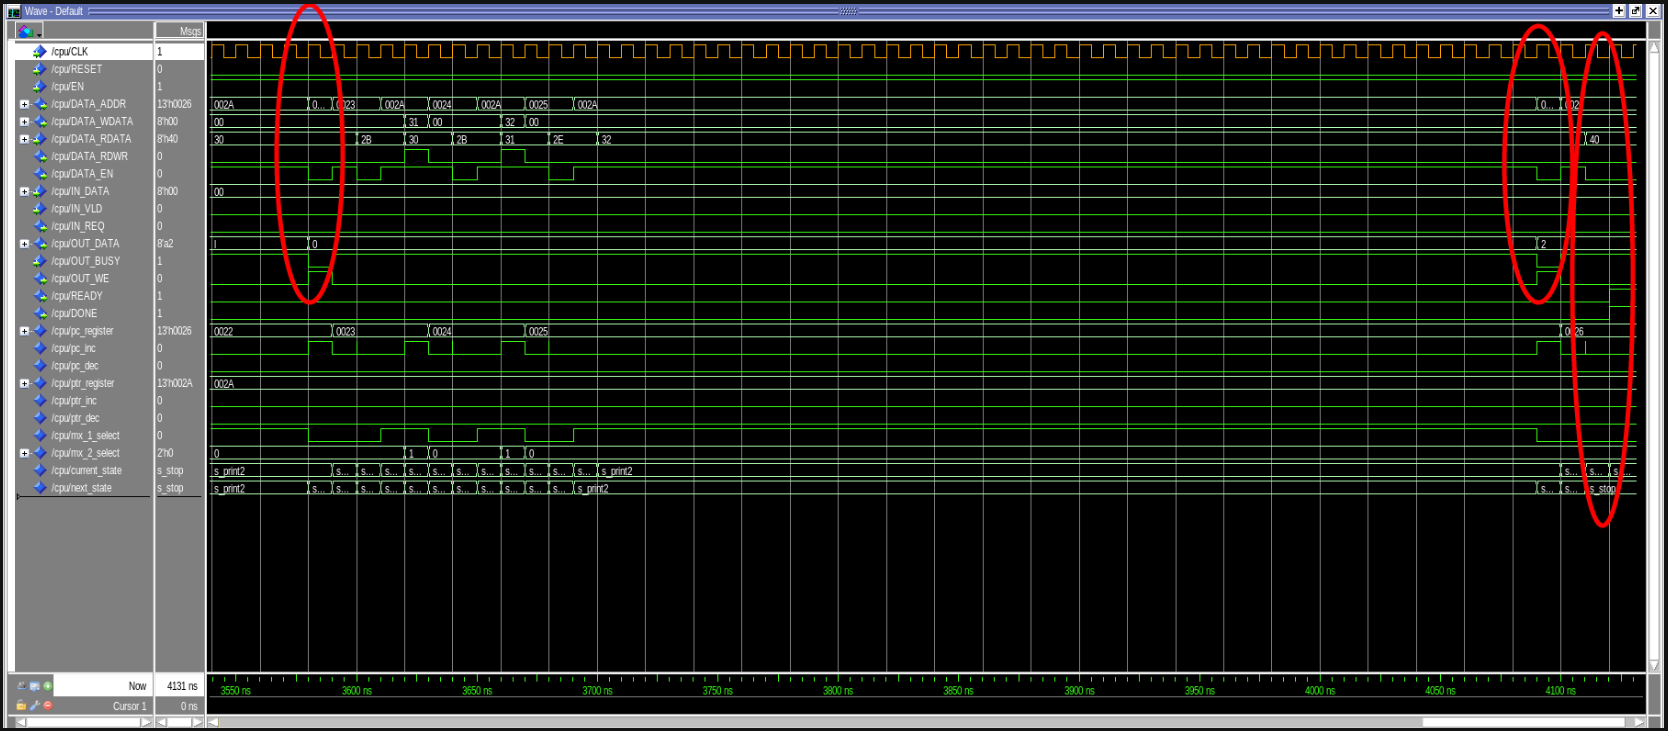 Wave - Default
Msgs
/cpu/CLK 1
/cpu/RESET 0
/cpu/EN 1
/cpu/DATA_ADDR 13'h0026 002A 0... 0023 002A 0024 002A 0025 002A 0... 002
/cpu/DATA_WDATA 8'h00 00 31 00 32 00
/cpu/DATA_RDATA 8'h40 30 2B 30 2B 31 2E 32 40
/cpu/DATA_RDWR 0
/cpu/DATA_EN 0
/cpu/IN_DATA 8'h00 00
/cpu/IN_VLD 0
/cpu/IN_REQ 0
/cpu/OUT_DATA 8'a2 I 0 2
/cpu/OUT_BUSY 1
/cpu/OUT_WE 0
/cpu/READY 1
/cpu/DONE 1
/cpu/pc_register 13'h0026 0022 0023 0024 0025 0026
/cpu/pc_inc 0
/cpu/pc_dec 0
/cpu/ptr_register 13'h002A 002A
/cpu/ptr_inc 0
/cpu/ptr_dec 0
/cpu/mx_1_select 0
/cpu/mx_2_select 2'h0 0 1 0 1 0
/cpu/current_state s_stop s_print2 s... s... s... s... s... s... s... s... s... s... s... s_print2 s... s... s...
/cpu/next_state s_stop s_print2 s... s... s... s... s... s... s... s... s... s... s... s_print2 s... s... s_stop
Now 4131 ns 3550 ns 3600 ns 3650 ns 3700 ns 3750 ns 3800 ns 3850 ns 3900 ns 3950 ns 4000 ns 4050 ns 4100 ns
Cursor 1 0 ns